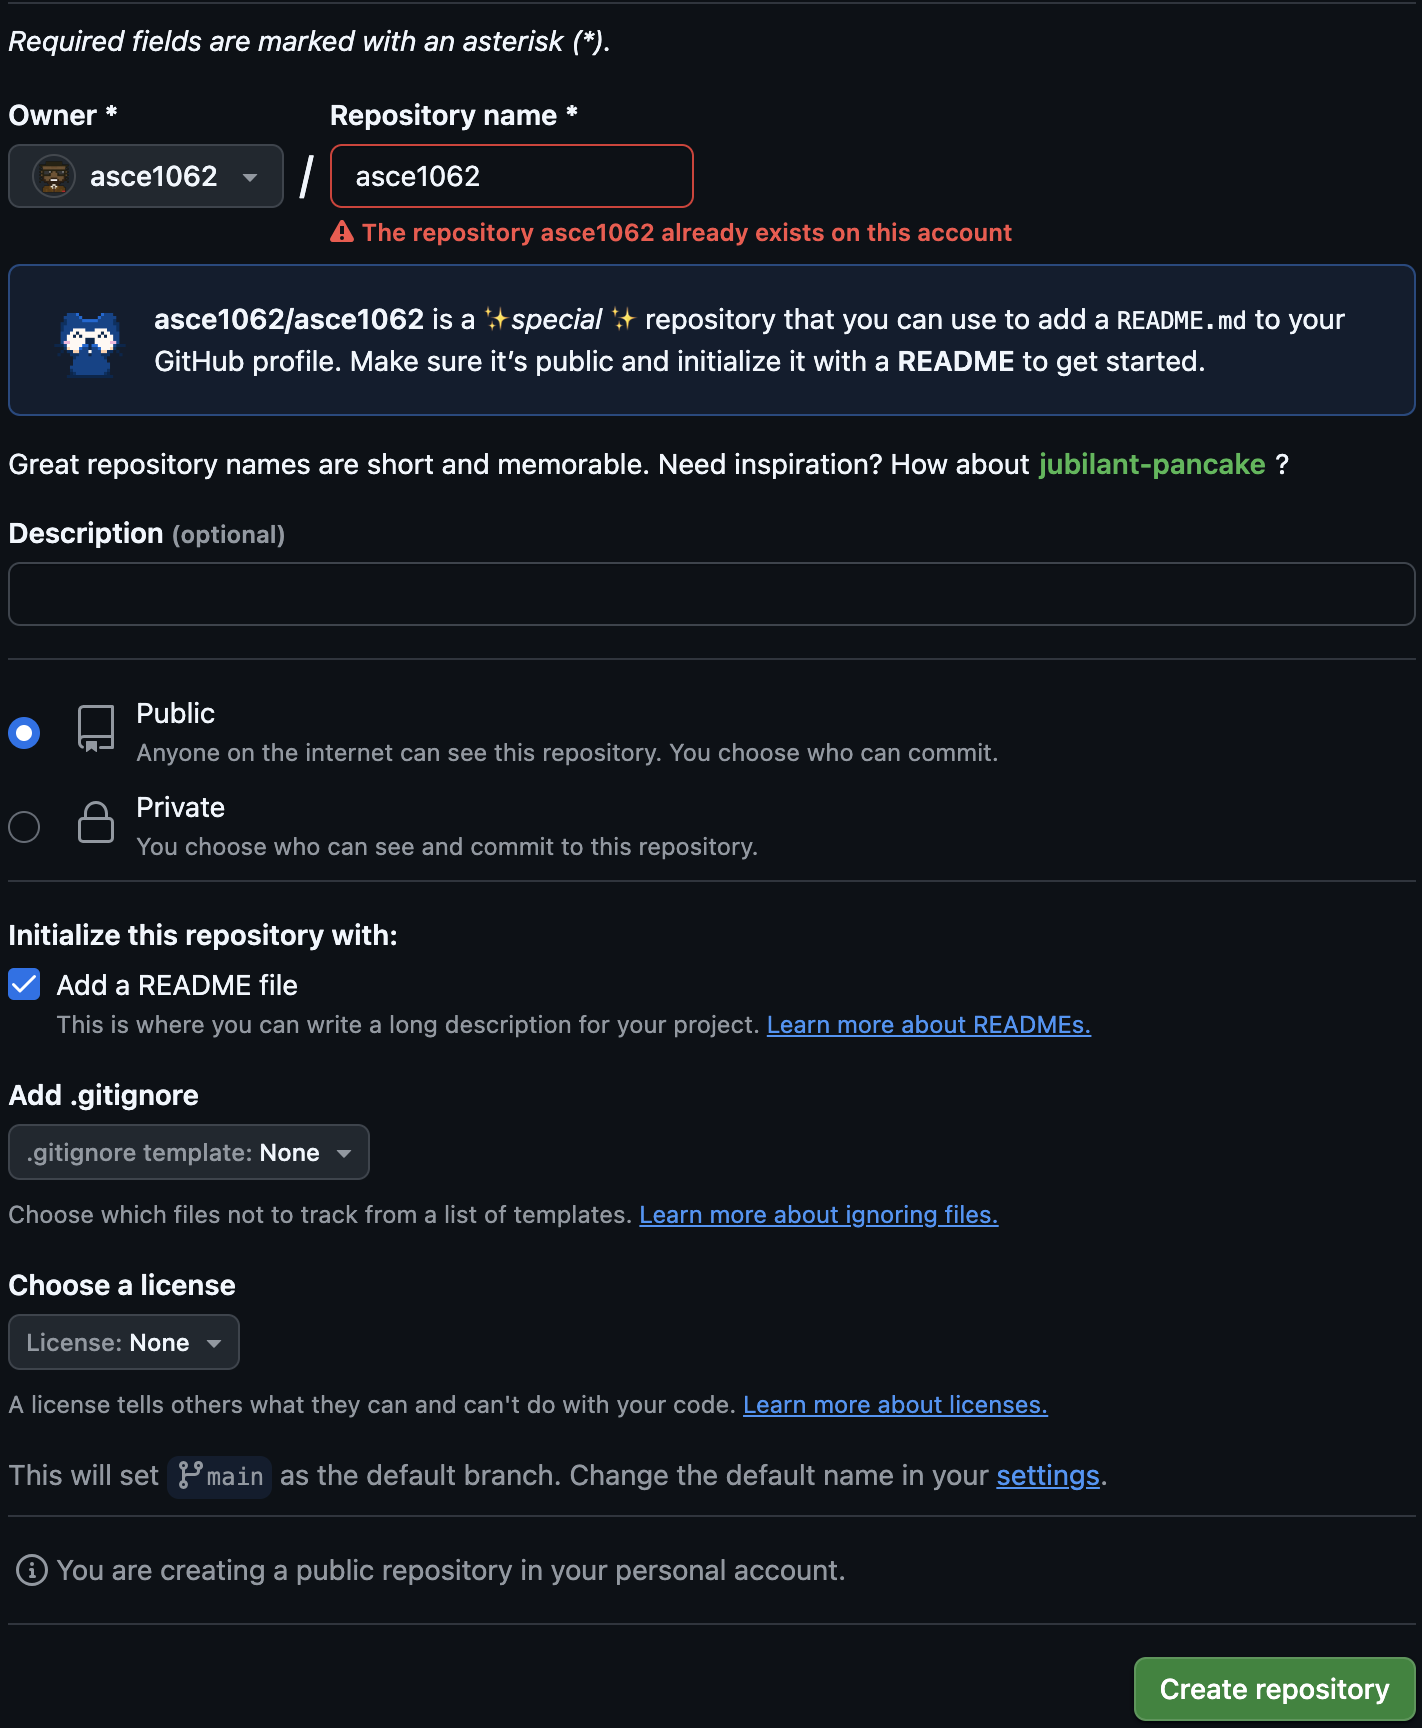 Required fields are marked with an asterisk (*).
Owner * Repository name *
asce1062 / asce1062
The repository asce1062 already exists on this account
asce1062/asce1062 is a ✨special ✨ repository that you can use to add a README.md to your
GitHub profile. Make sure it’s public and initialize it with a README to get started.
Great repository names are short and memorable. Need inspiration? How about jubilant-pancake ?
Description (optional)
Public
Anyone on the internet can see this repository. You choose who can commit.
Private
You choose who can see and commit to this repository.
Initialize this repository with:
Add a README file
This is where you can write a long description for your project. Learn more about READMEs.
Add .gitignore
.gitignore template: None
Choose which files not to track from a list of templates. Learn more about ignoring files.
Choose a license
License: None
A license tells others what they can and can't do with your code. Learn more about licenses.
This will set main as the default branch. Change the default name in your settings.
You are creating a public repository in your personal account.
Create repository